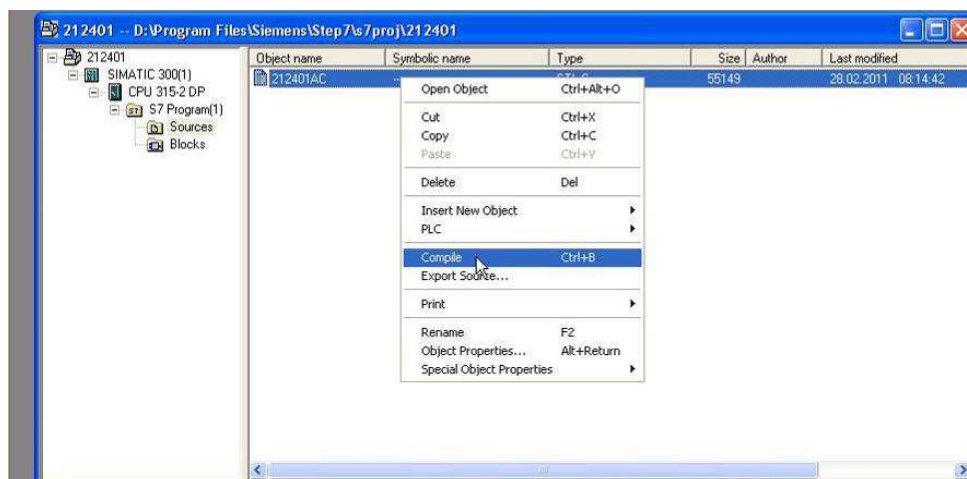 212401 -- D:\Program Files\Siemens\Step7\s7proj\212401
212401
SIMATIC 300(1)
CPU 315-2 DP
S7 Program(1)
Sources
Blocks
Object name Symbolic name Type Size Author Last modified
212401AC 55149 28.02.2011 08:14:42
Open Object Ctrl+Alt+O
Cut Ctrl+X
Copy Ctrl+C
Paste Ctrl+V
Delete Del
Insert New Object
PLC
Compile Ctrl+B
Export Source...
Print
Rename F2
Object Properties... Alt+Return
Special Object Properties